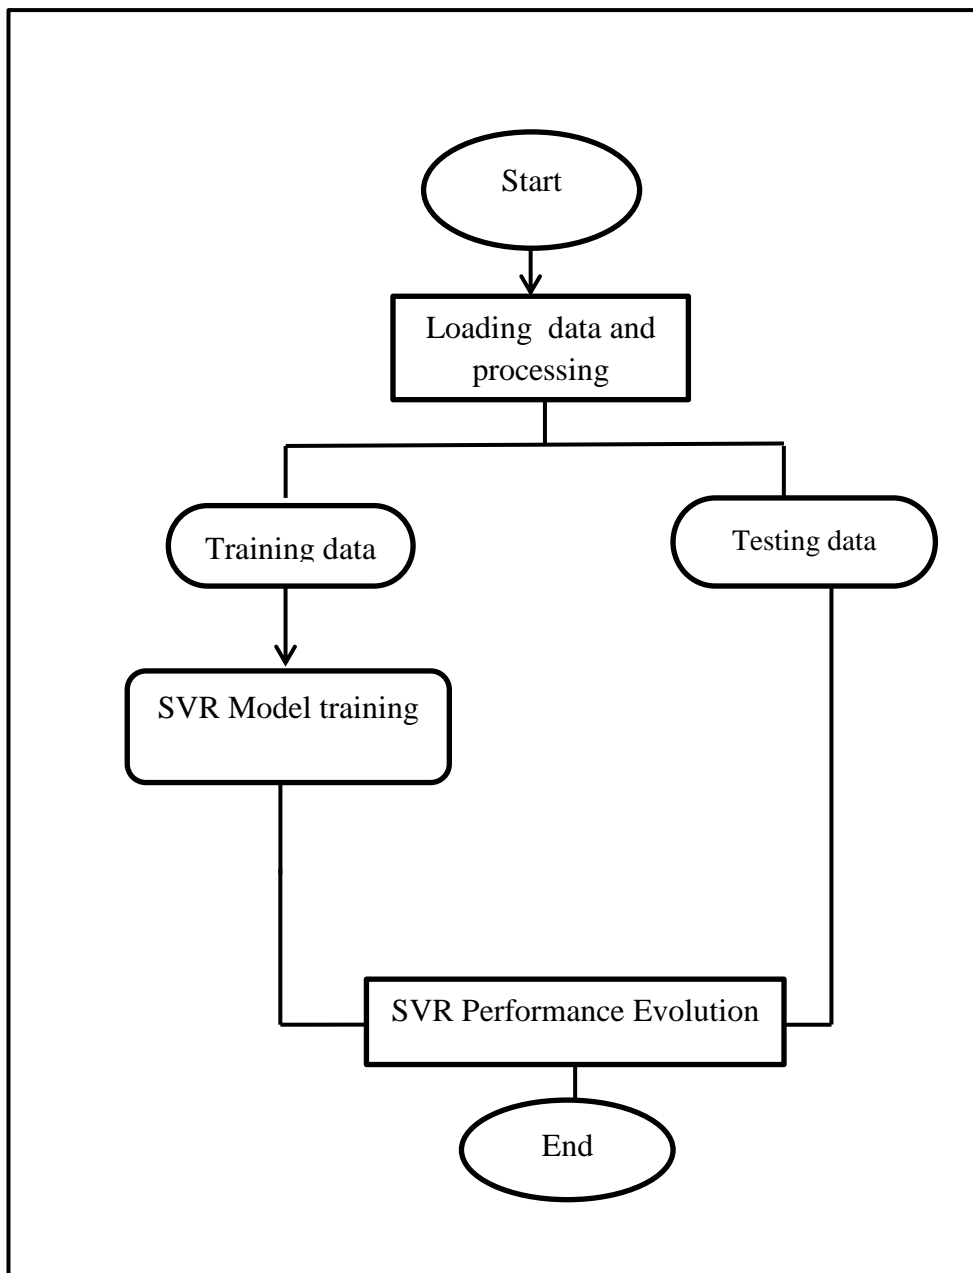 Start
Loading  data and
processing
Training data
Testing data
SVR Model training
SVR Performance Evolution
End